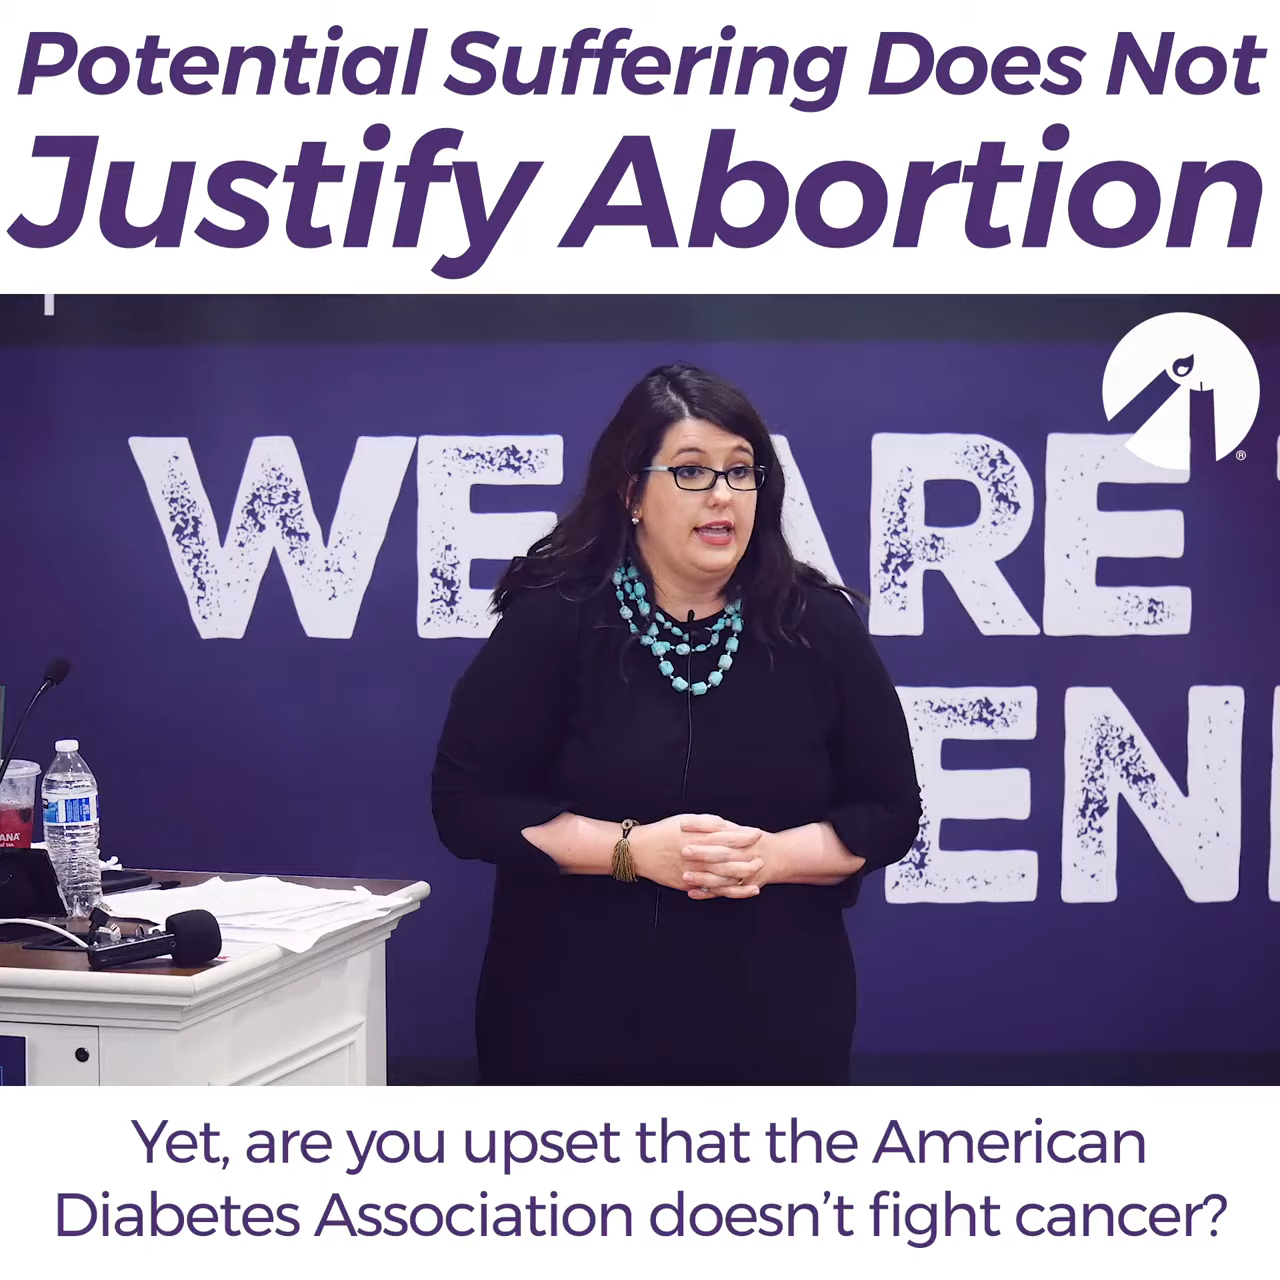 Potential Suffering Does Not
Justify Abortion
®
WE ARE
EN
ANA
Yet, are you upset that the American
Diabetes Association doesn’t fight cancer?